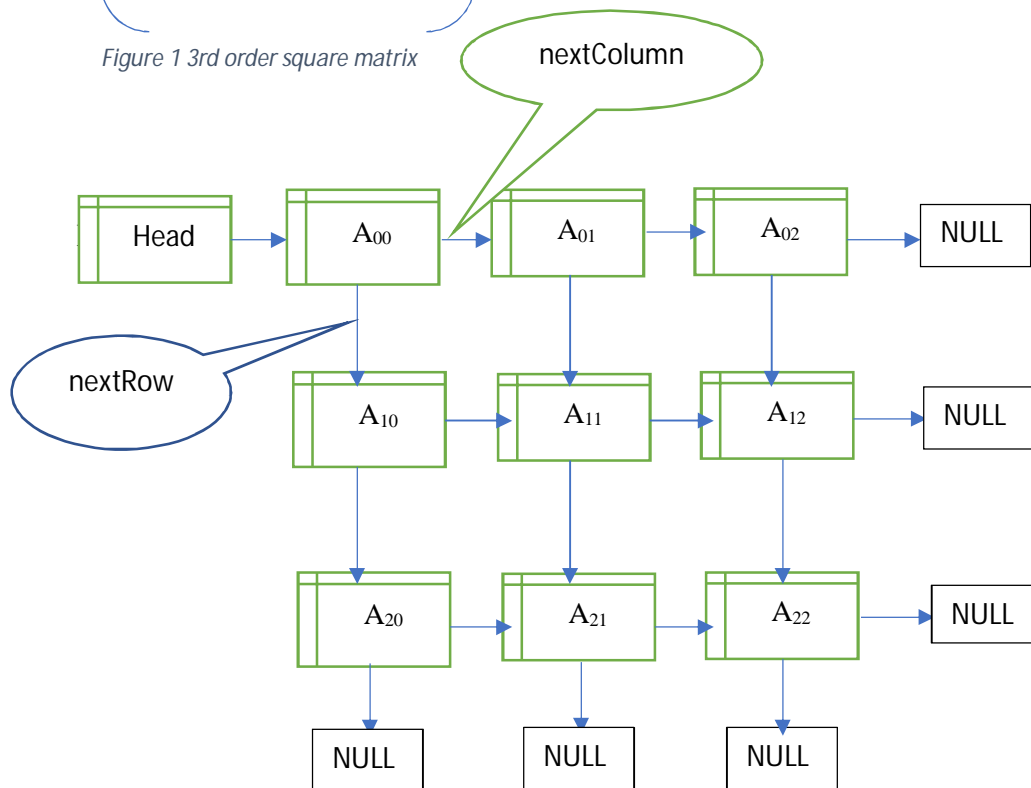 Figure 1 3rd order square matrix
nextColumn
Head
A₀₀
A₀₁
A₀₂
NULL
nextRow
A₁₀
A₁₁
A₁₂
NULL
A₂₀
A₂₁
A₂₂
NULL
NULL
NULL
NULL